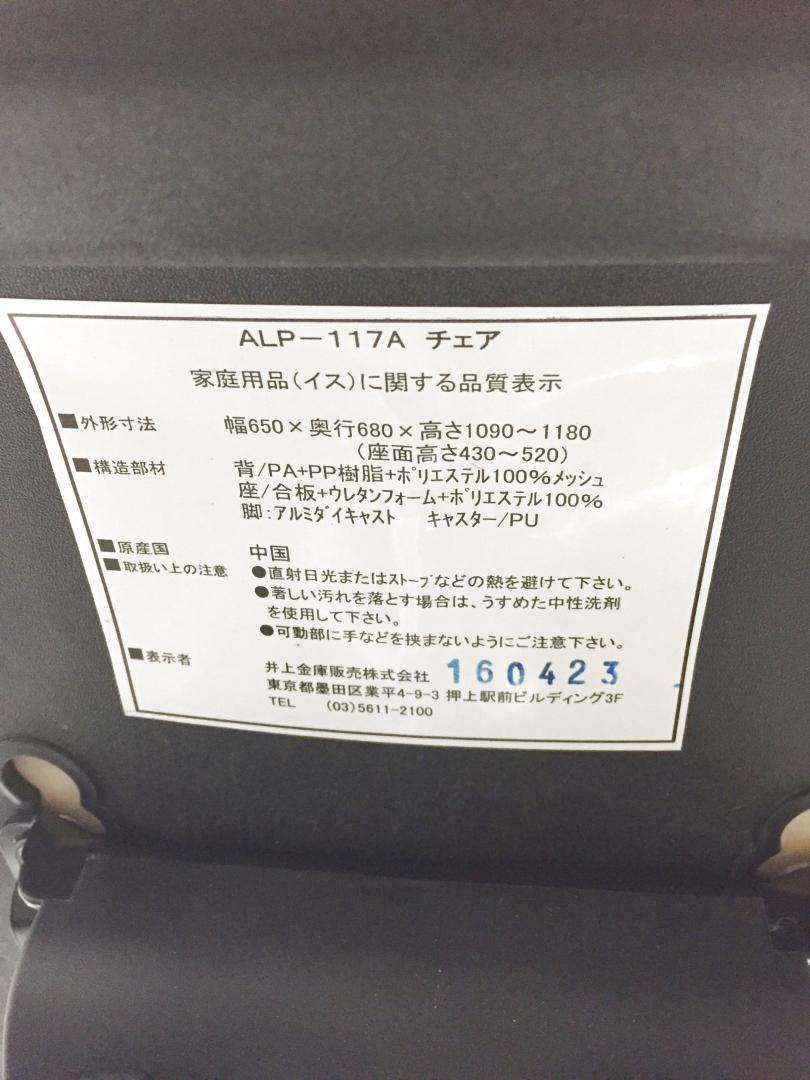 ALP-117A チェア
家庭用品(イス)に関する品質表示
■外形寸法 幅650×奥行680×高さ1090～1180
(座面高さ430～520)
■構造部材 背/PA+PP樹脂+ポリエステル100%メッシュ
座/合板+ウレタンフォーム+ポリエステル100%
脚:アルミダイキャスト キャスター/PU
■原産国 中国
■取扱い上の注意 ●直射日光またはストーブなどの熱を避けて下さい。
●著しい汚れを落とす場合は、うすめた中性洗剤
を使用して下さい。
●可動部に手などを挟まないようにご注意下さい。
■表示者 井上金庫販売株式会社 160423
東京都墨田区業平4-9-3 押上駅前ビルディング3F
TEL (03)5611-2100